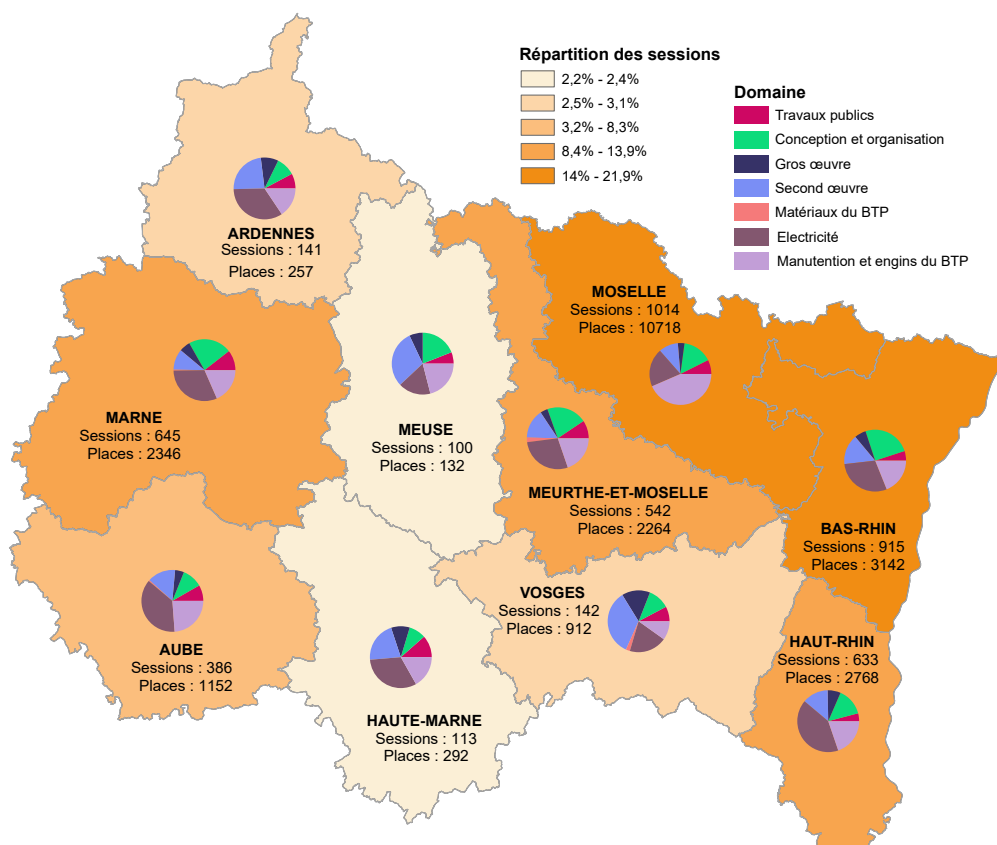 Répartition des sessions
2,2% - 2,4%
2,5% - 3,1%
3,2% - 8,3%
8,4% - 13,9%
14% - 21,9%
Domaine
Travaux publics
Conception et organisation
Gros œuvre
Second œuvre
Matériaux du BTP
Electricité
Manutention et engins du BTP
ARDENNES
Sessions : 141
Places : 257
MOSELLE
Sessions : 1014
Places : 10718
MARNE
Sessions : 645
Places : 2346
MEUSE
Sessions : 100
Places : 132
MEURTHE-ET-MOSELLE
Sessions : 542
Places : 2264
BAS-RHIN
Sessions : 915
Places : 3142
VOSGES
Sessions : 142
Places : 912
AUBE
Sessions : 386
Places : 1152
HAUT-RHIN
Sessions : 633
Places : 2768
HAUTE-MARNE
Sessions : 113
Places : 292